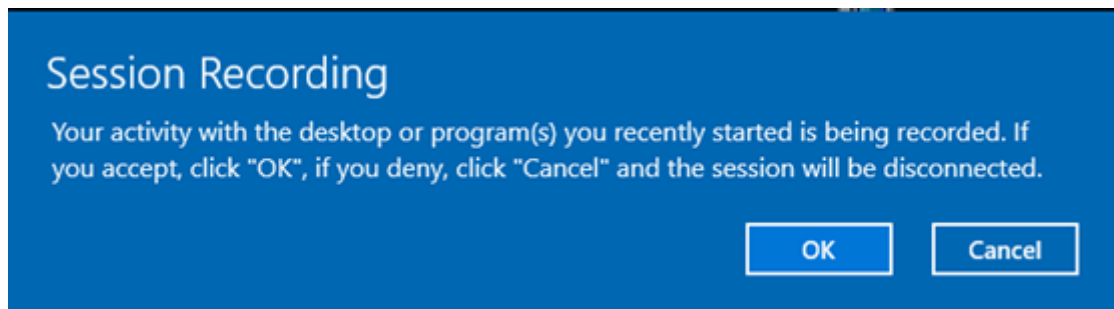 Session Recording
Your activity with the desktop or program(s) you recently started is being recorded. If
you accept, click "OK", if you deny, click "Cancel" and the session will be disconnected.
OK Cancel